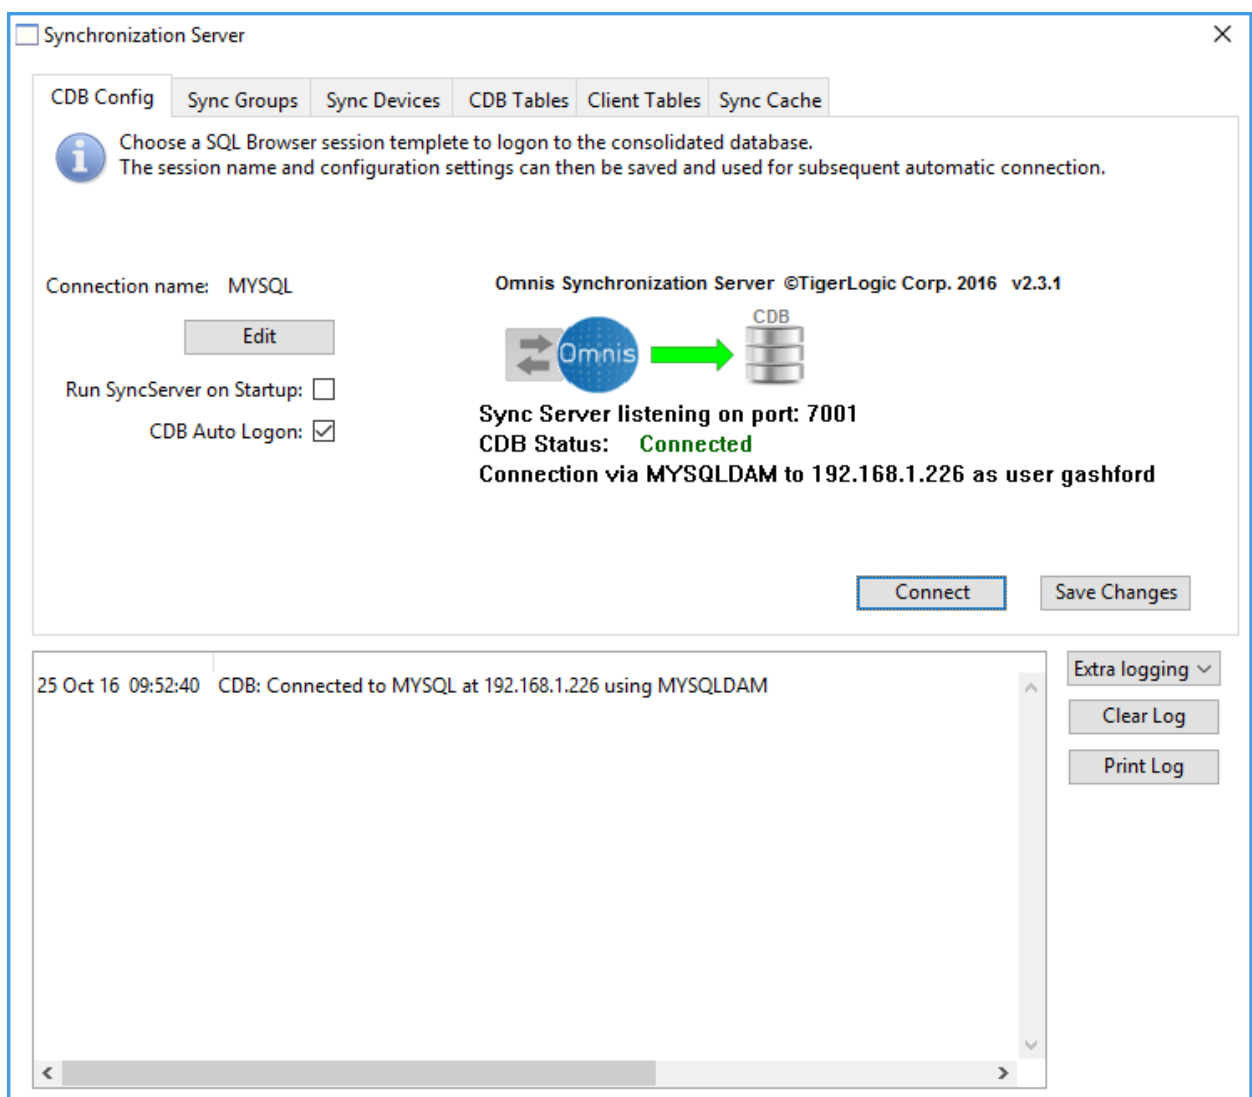 Synchronization Server
CDB Config Sync Groups Sync Devices CDB Tables Client Tables Sync Cache
Choose a SQL Browser session templete to logon to the consolidated database.
The session name and configuration settings can then be saved and used for subsequent automatic connection.
Connection name: MYSQL
Edit
Run SyncServer on Startup:
CDB Auto Logon:
Omnis Synchronization Server ©TigerLogic Corp. 2016 v2.3.1
CDB
Omnis
Sync Server listening on port: 7001
CDB Status: Connected
Connection via MYSQLDAM to 192.168.1.226 as user gashford
Connect Save Changes
25 Oct 16 09:52:40 CDB: Connected to MYSQL at 192.168.1.226 using MYSQLDAM
Extra logging
Clear Log
Print Log